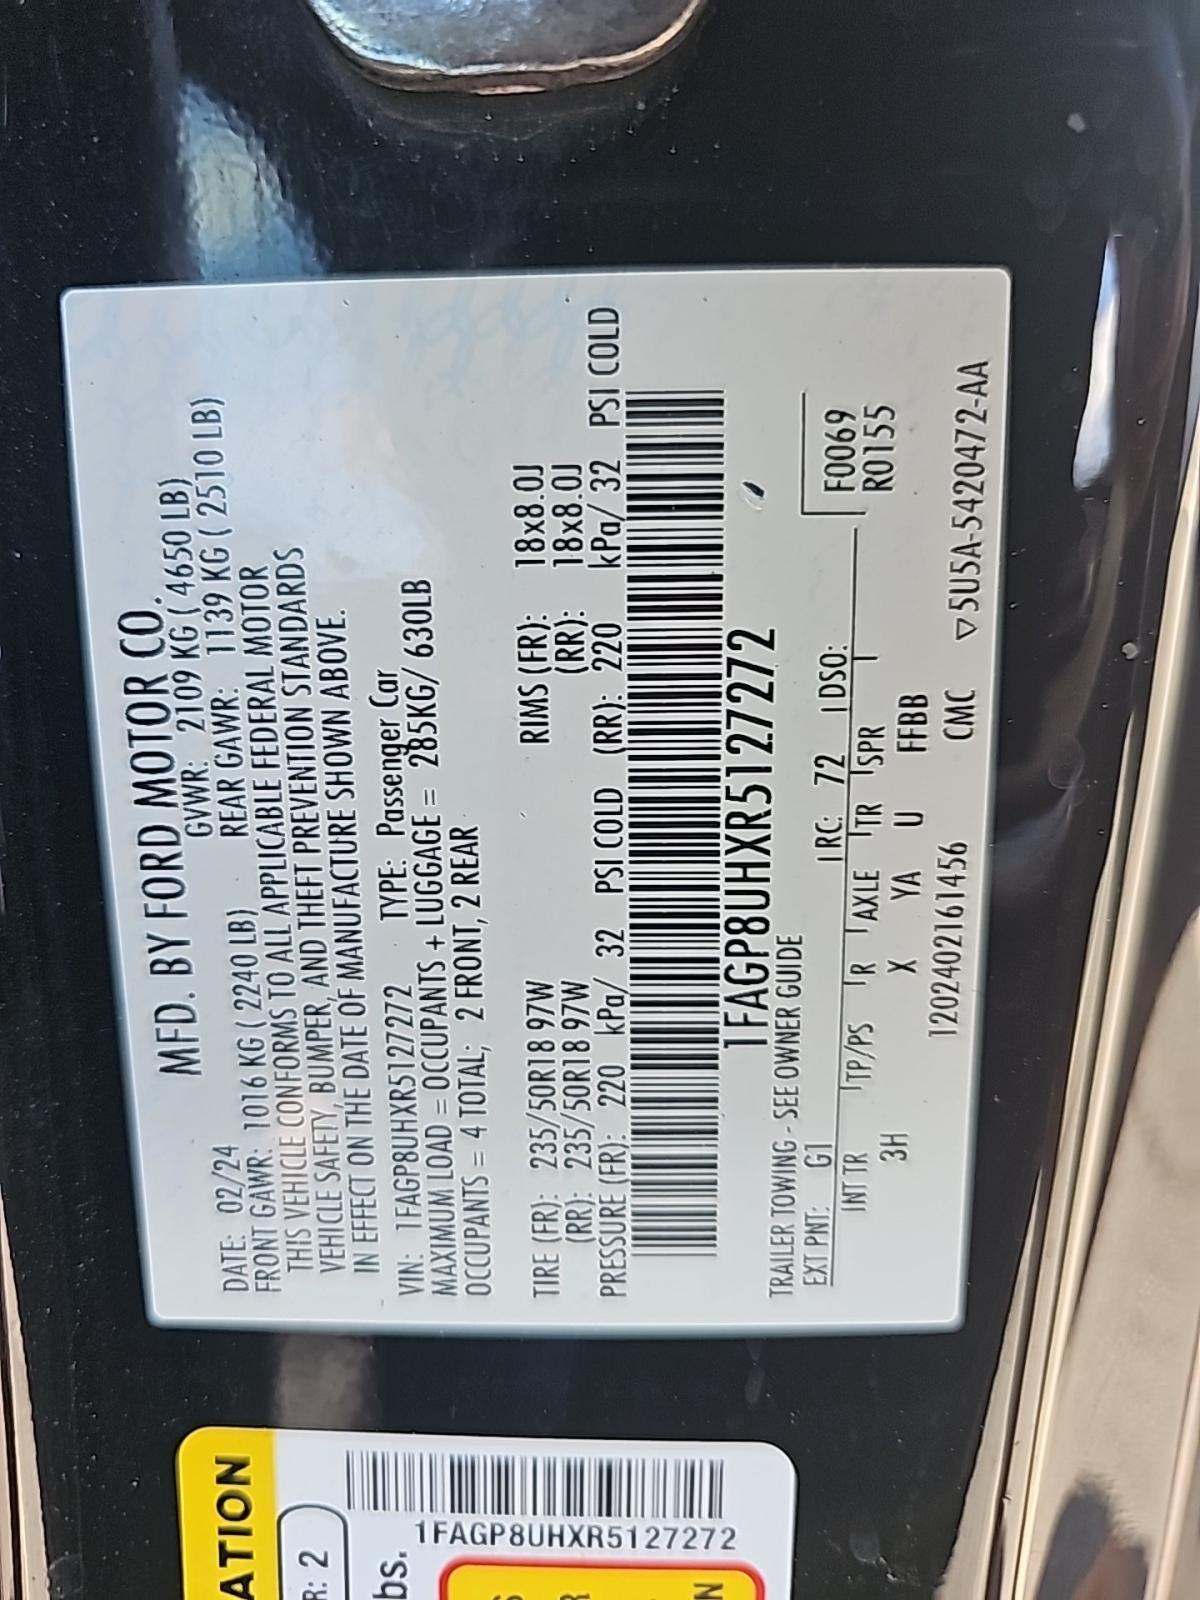 MFD. BY FORD MOTOR CO.
DATE: 02/24 GVWR: 2109 KG ( 4650 LB)
FRONT GAWR: 1016 KG ( 2240 LB) REAR GAWR: 1139 KG ( 2510 LB)
THIS VEHICLE CONFORMS TO ALL APPLICABLE FEDERAL MOTOR
VEHICLE SAFETY, BUMPER, AND THEFT PREVENTION STANDARDS
IN EFFECT ON THE DATE OF MANUFACTURE SHOWN ABOVE.
VIN: 1FAGP8UHXR5127272 TYPE: Passenger Car
MAXIMUM LOAD = OCCUPANTS + LUGGAGE = 285KG/ 630LB
OCCUPANTS = 4 TOTAL; 2 FRONT, 2 REAR
TIRE (FR): 235/50R18 97W RIMS (FR): 18x8.0J
(RR): 235/50R18 97W (RR): 18x8.0J
PRESSURE (FR): 220 kPa/ 32 PSI COLD (RR): 220 kPa/ 32 PSI COLD
1FAGP8UHXR5127272
TRAILER TOWING - SEE OWNER GUIDE
EXT PNT: G1 RC: 72 DSO: F0069
INT TR TP/PS R AXLE TR SPR R0155
3H X YA U FFBB
1202402161456 CMC ▽5U5A-5420472-AA
ATION
R: 2
bs.
1FAGP8UHXR5127272